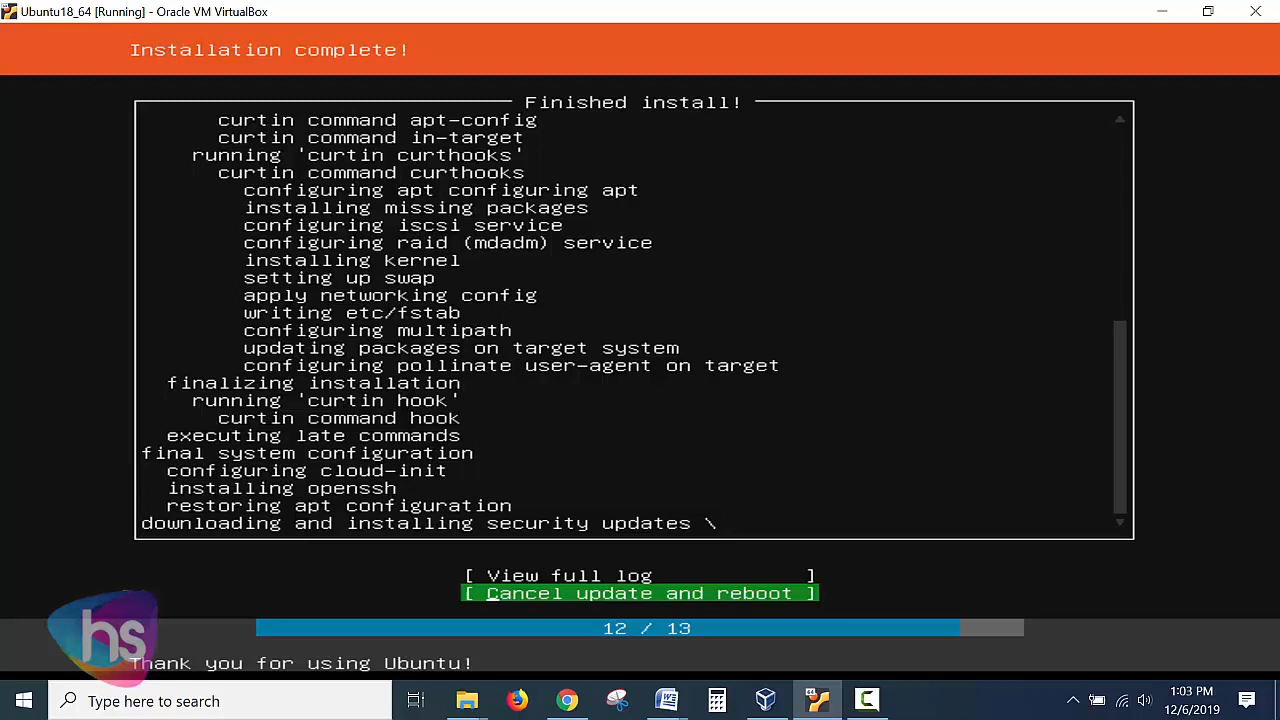 Ubuntu18_64 [Running] - Oracle VM VirtualBox
Installation complete!
Finished install!
curtin command apt-config
curtin command in-target
running 'curtin curthooks'
curtin command curthooks
configuring apt configuring apt
installing missing packages
configuring iscsi service
configuring raid (mdadm) service
installing kernel
setting up swap
apply networking config
writing etc/fstab
configuring multipath
updating packages on target system
configuring pollinate user-agent on target
finalizing installation
running 'curtin hook'
curtin command hook
executing late commands
final system configuration
configuring cloud-init
installing openssh
restoring apt configuration
downloading and installing security updates \
[ View full log ]
[ Cancel update and reboot ]
12 / 13
hs
Thank you for using Ubuntu!
Type here to search
1:03 PM
12/6/2019